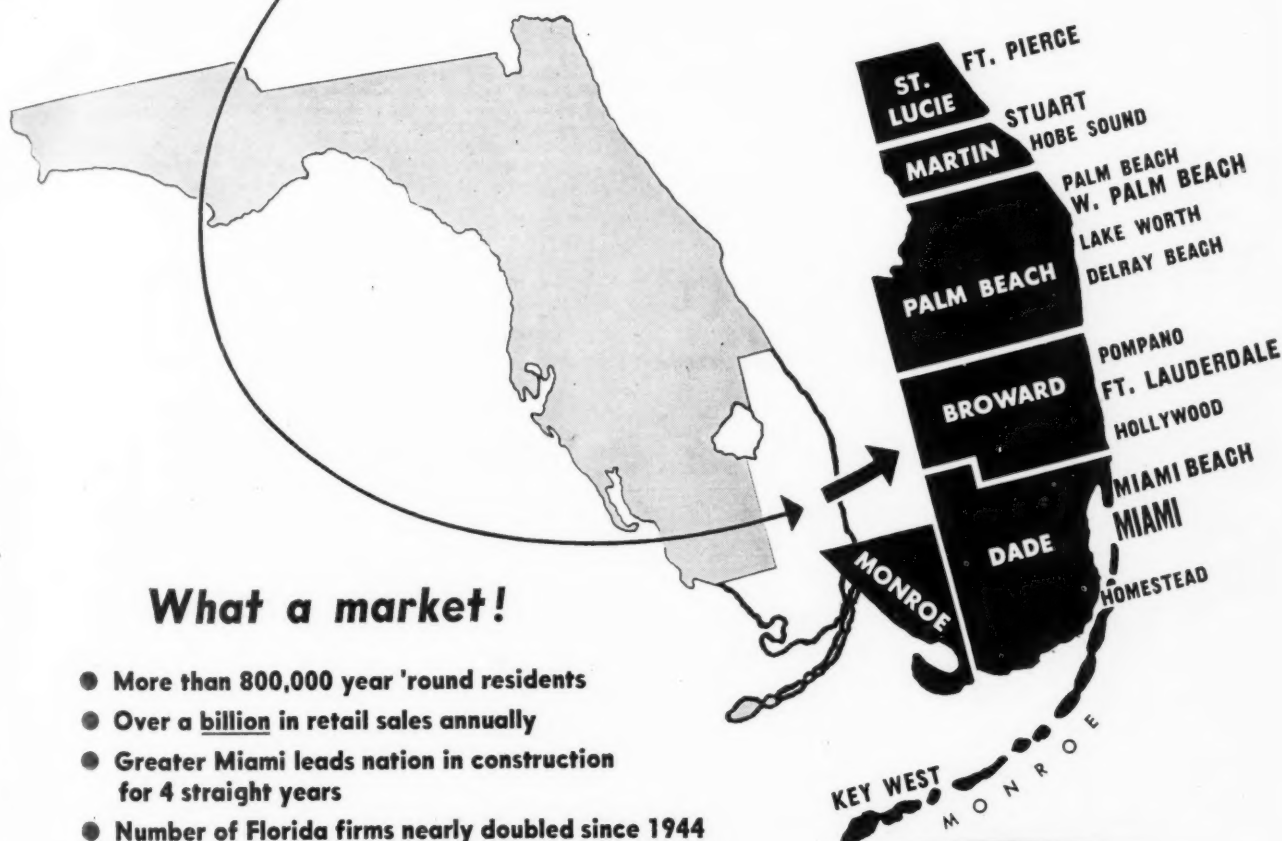 ST.
LUCIE
FT. PIERCE
MARTIN
STUART
HOBE SOUND
PALM BEACH
PALM BEACH
W. PALM BEACH
LAKE WORTH
DELRAY BEACH
BROWARD
POMPANO
FT. LAUDERDALE
HOLLYWOOD
DADE
MIAMI BEACH
MIAMI
HOMESTEAD
MONROE
KEY WEST
MONROE
What a market!
● More than 800,000 year 'round residents
● Over a billion in retail sales annually
● Greater Miami leads nation in construction
for 4 straight years
● Number of Florida firms nearly doubled since 1944